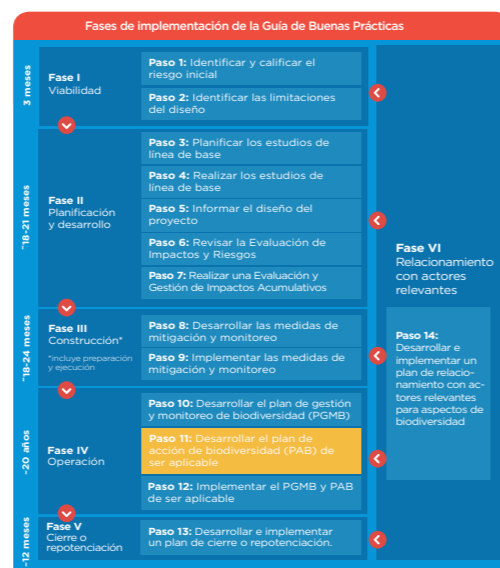 Fases de implementación de la Guía de Buenas Prácticas
3 meses
Fase I
Viabilidad
Paso 1: Identificar y calificar el
riesgo inicial
Paso 2: Identificar las limitaciones
del diseño
~18-21 meses
Fase II
Planificación
y desarrollo
Paso 3: Planificar los estudios de
línea de base
Paso 4: Realizar los estudios de
línea de base
Paso 5: Informar el diseño del
proyecto
Paso 6: Revisar la Evaluación de
Impactos y Riesgos
Paso 7: Realizar una Evaluación y
Gestión de Impactos Acumulativos
~18-24 meses
Fase III
Construcción*
*incluye preparación
y ejecución
Paso 8: Desarrollar las medidas de
mitigación y monitoreo
Paso 9: Implementar las medidas de
mitigación y monitoreo
~20 años
Fase IV
Operación
Paso 10: Desarrollar el plan de gestión
y monitoreo de biodiversidad (PGMB)
Paso 11: Desarrollar el plan de
acción de biodiversidad (PAB) de
ser aplicable
Paso 12: Implementar el PGMB y PAB
de ser aplicable
~12 meses
Fase V
Cierre o
repotenciación
Paso 13: Desarrollar e implementar
un plan de cierre o repotenciación.
Fase VI
Relacionamiento
con actores
relevantes
Paso 14:
Desarrollar e
implementar un
plan de relacio-
namiento con ac-
tores relevantes
para aspectos de
biodiversidad